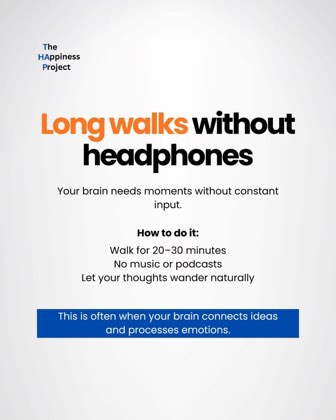 The
HAppiness
Project
Long walks without
headphones
Your brain needs moments without constant
input.
How to do it:
Walk for 20–30 minutes
No music or podcasts
Let your thoughts wander naturally
This is often when your brain connects ideas
and processes emotions.